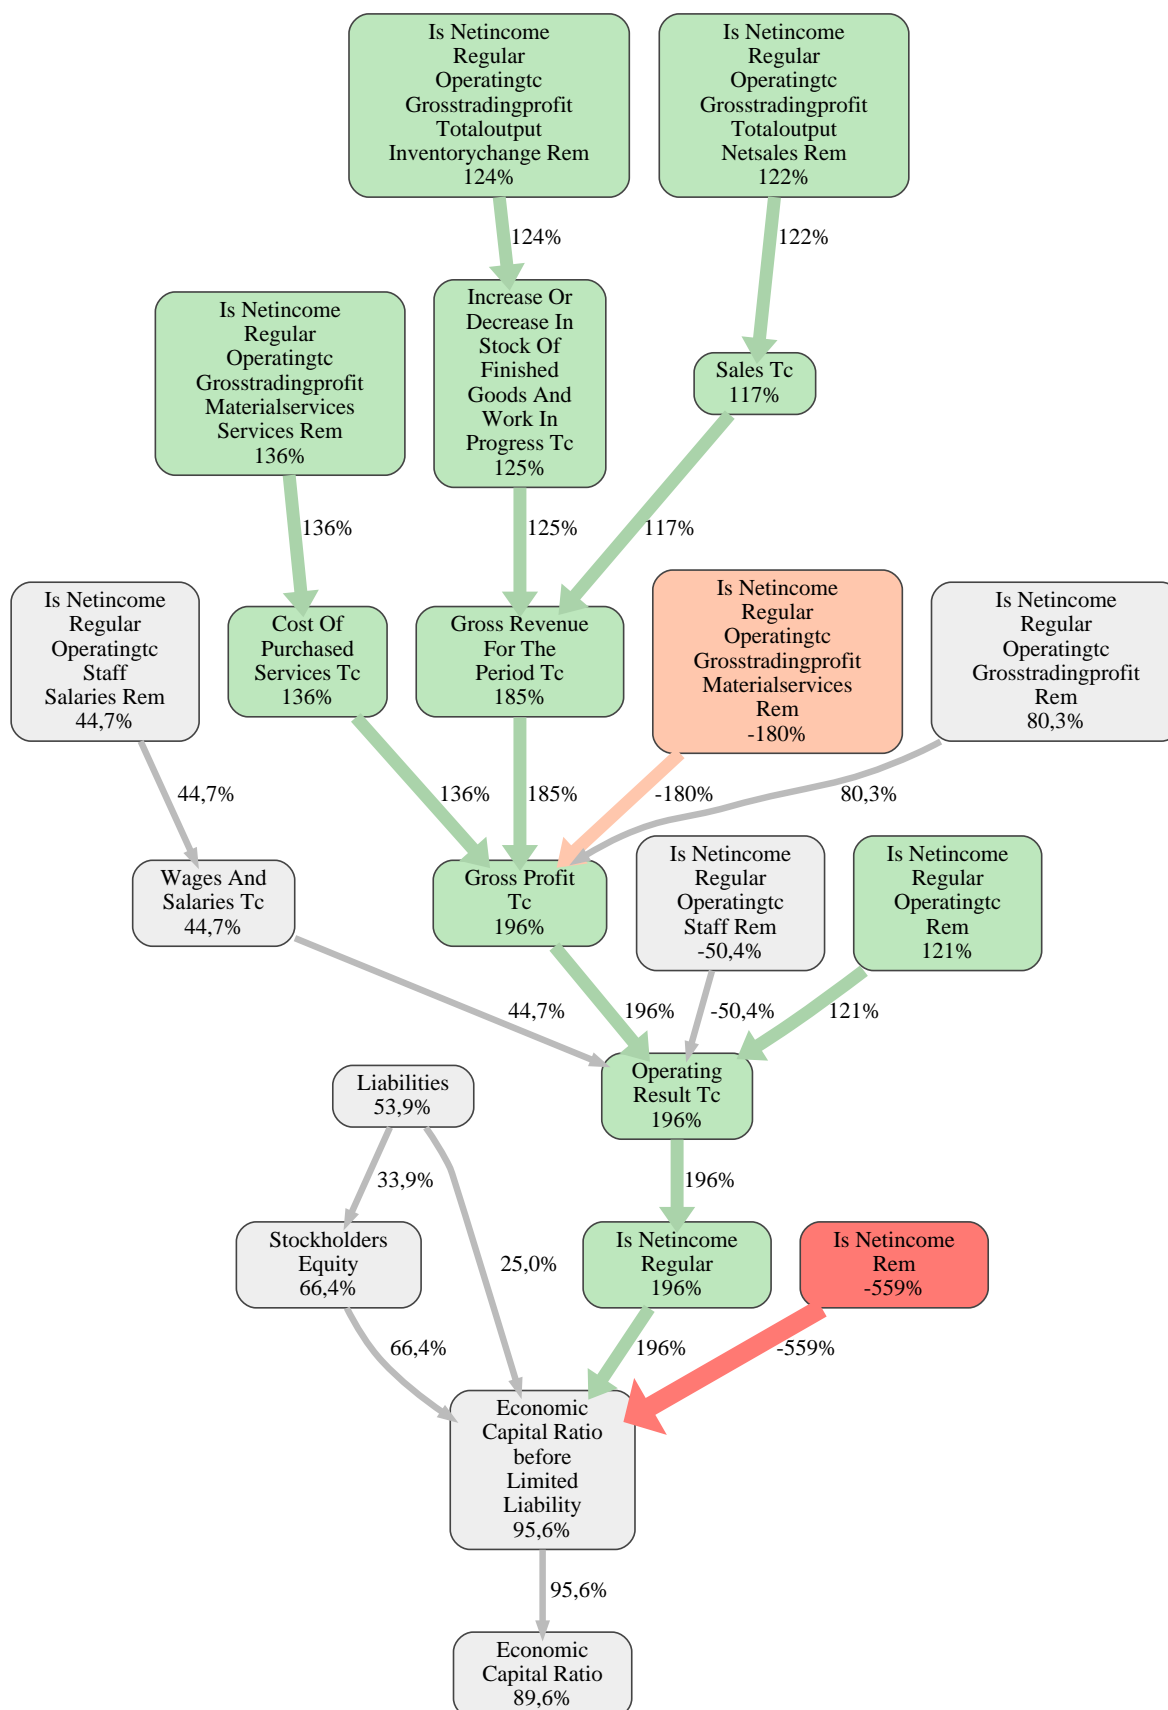 Is Netincome
Regular
Operatingtc
Grosstradingprofit
Totaloutput
Inventorychange Rem
124%
Is Netincome
Regular
Operatingtc
Grosstradingprofit
Totaloutput
Netsales Rem
122%
124%
122%
Is Netincome
Regular
Operatingtc
Grosstradingprofit
Materialservices
Services Rem
136%
Increase Or
Decrease In
Stock Of
Finished
Goods And
Work In
Progress Tc
125%
Sales Tc
117%
136%
125%
117%
Is Netincome
Regular
Operatingtc
Staff
Salaries Rem
44,7%
Cost Of
Purchased
Services Tc
136%
Gross Revenue
For The
Period Tc
185%
Is Netincome
Regular
Operatingtc
Grosstradingprofit
Materialservices
Rem
-180%
Is Netincome
Regular
Operatingtc
Grosstradingprofit
Rem
80,3%
44,7%
136%
185%
-180%
80,3%
Wages And
Salaries Tc
44,7%
Gross Profit
Tc
196%
Is Netincome
Regular
Operatingtc
Staff Rem
-50,4%
Is Netincome
Regular
Operatingtc
Rem
121%
44,7%
196%
-50,4%
121%
Liabilities
53,9%
Operating
Result Tc
196%
33,9%
196%
Stockholders
Equity
66,4%
25,0%
Is Netincome
Regular
196%
Is Netincome
Rem
-559%
66,4%
196%
-559%
Economic
Capital Ratio
before
Limited
Liability
95,6%
95,6%
Economic
Capital Ratio
89,6%